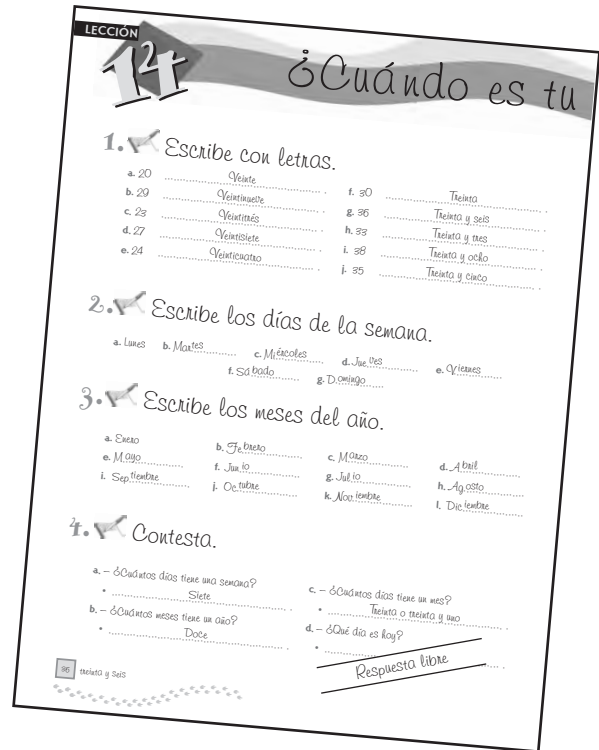 LECCIÓN
14
¿Cuándo es tu
1. Escribe con letras.
a. 20 Veinte.
b. 29 Veintinueve.
c. 23 Veintitrés.
d. 27 Veintisiete.
e. 24 Veinticuatro.
f. 30 Treinta.
g. 36 Treinta y seis.
h. 33 Treinta y tres.
i. 38 Treinta y ocho.
j. 35 Treinta y cinco.
2. Escribe los días de la semana.
a. Lunes b. Martes c. Miércoles d. Jueves e. Viernes
f. Sábado g. Domingo
3. Escribe los meses del año.
a. Enero b. Febrero c. Marzo d. Abril
e. Mayo f. Junio g. Julio h. Agosto
i. Septiembre j. Octubre k. Noviembre l. Diciembre
4. Contesta.
a. – ¿Cuántos días tiene una semana?
• Siete.
b. – ¿Cuántos meses tiene un año?
• Doce.
c. – ¿Cuántos días tiene un mes?
• Treinta o treinta y uno.
d. – ¿Qué día es hoy?
• Respuesta libre
36 treinta y seis